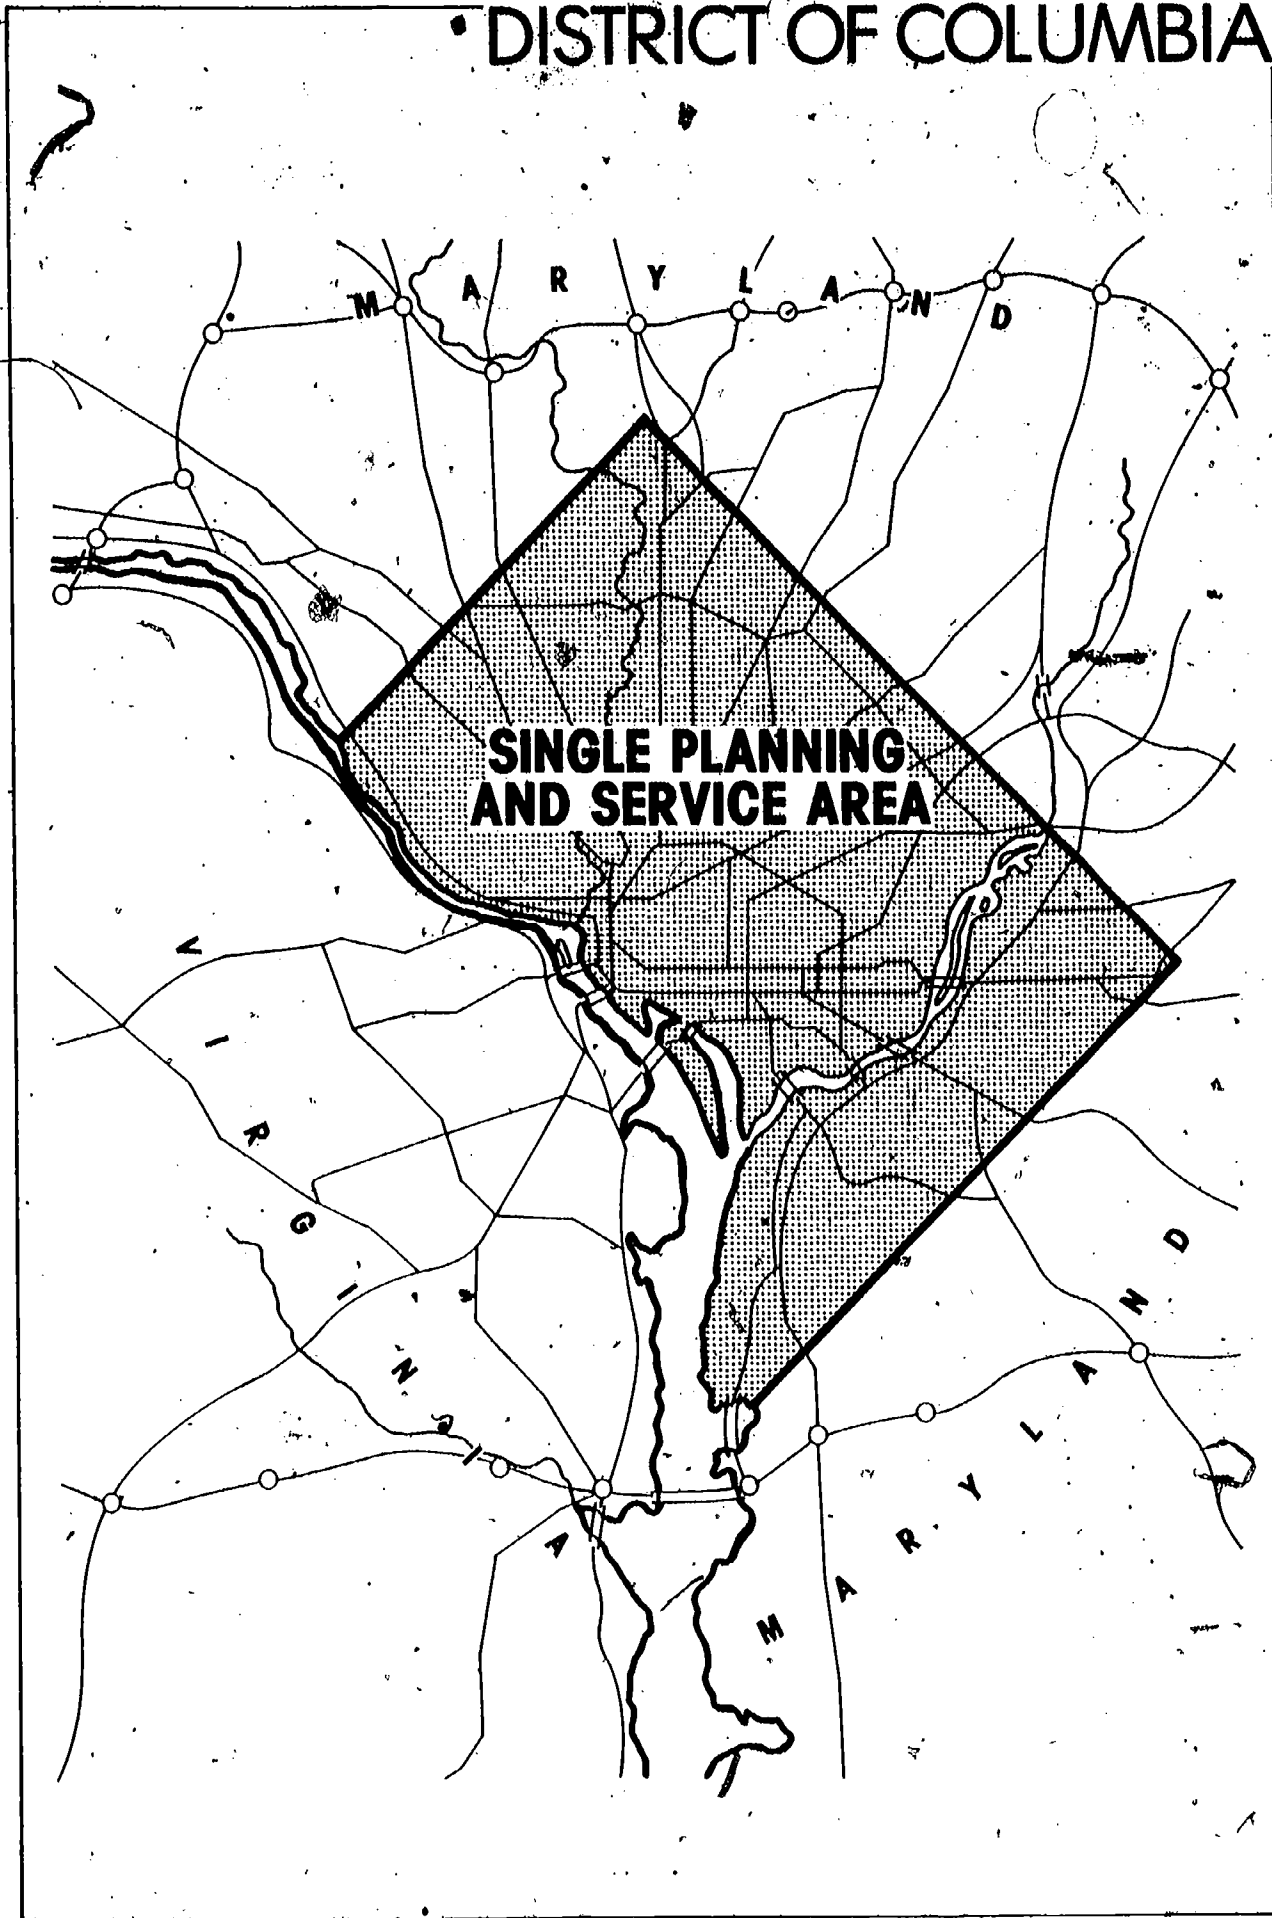 DISTRICT OF COLUMBIA
MARYLAND
SINGLE PLANNING
AND SERVICE AREA
VIRGINIA
MARYLAND